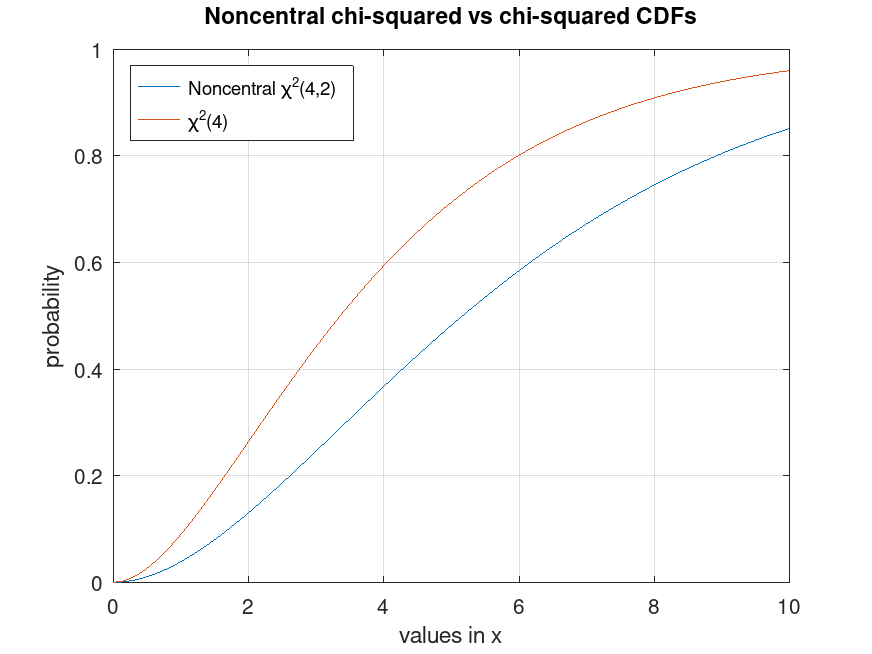 Noncentral chi-squared vs chi-squared CDFs
1
Noncentral χ²(4,2)
χ²(4)
0.8
0.6
probability
0.4
0.2
0
0 2 4 6 8 10
values in x